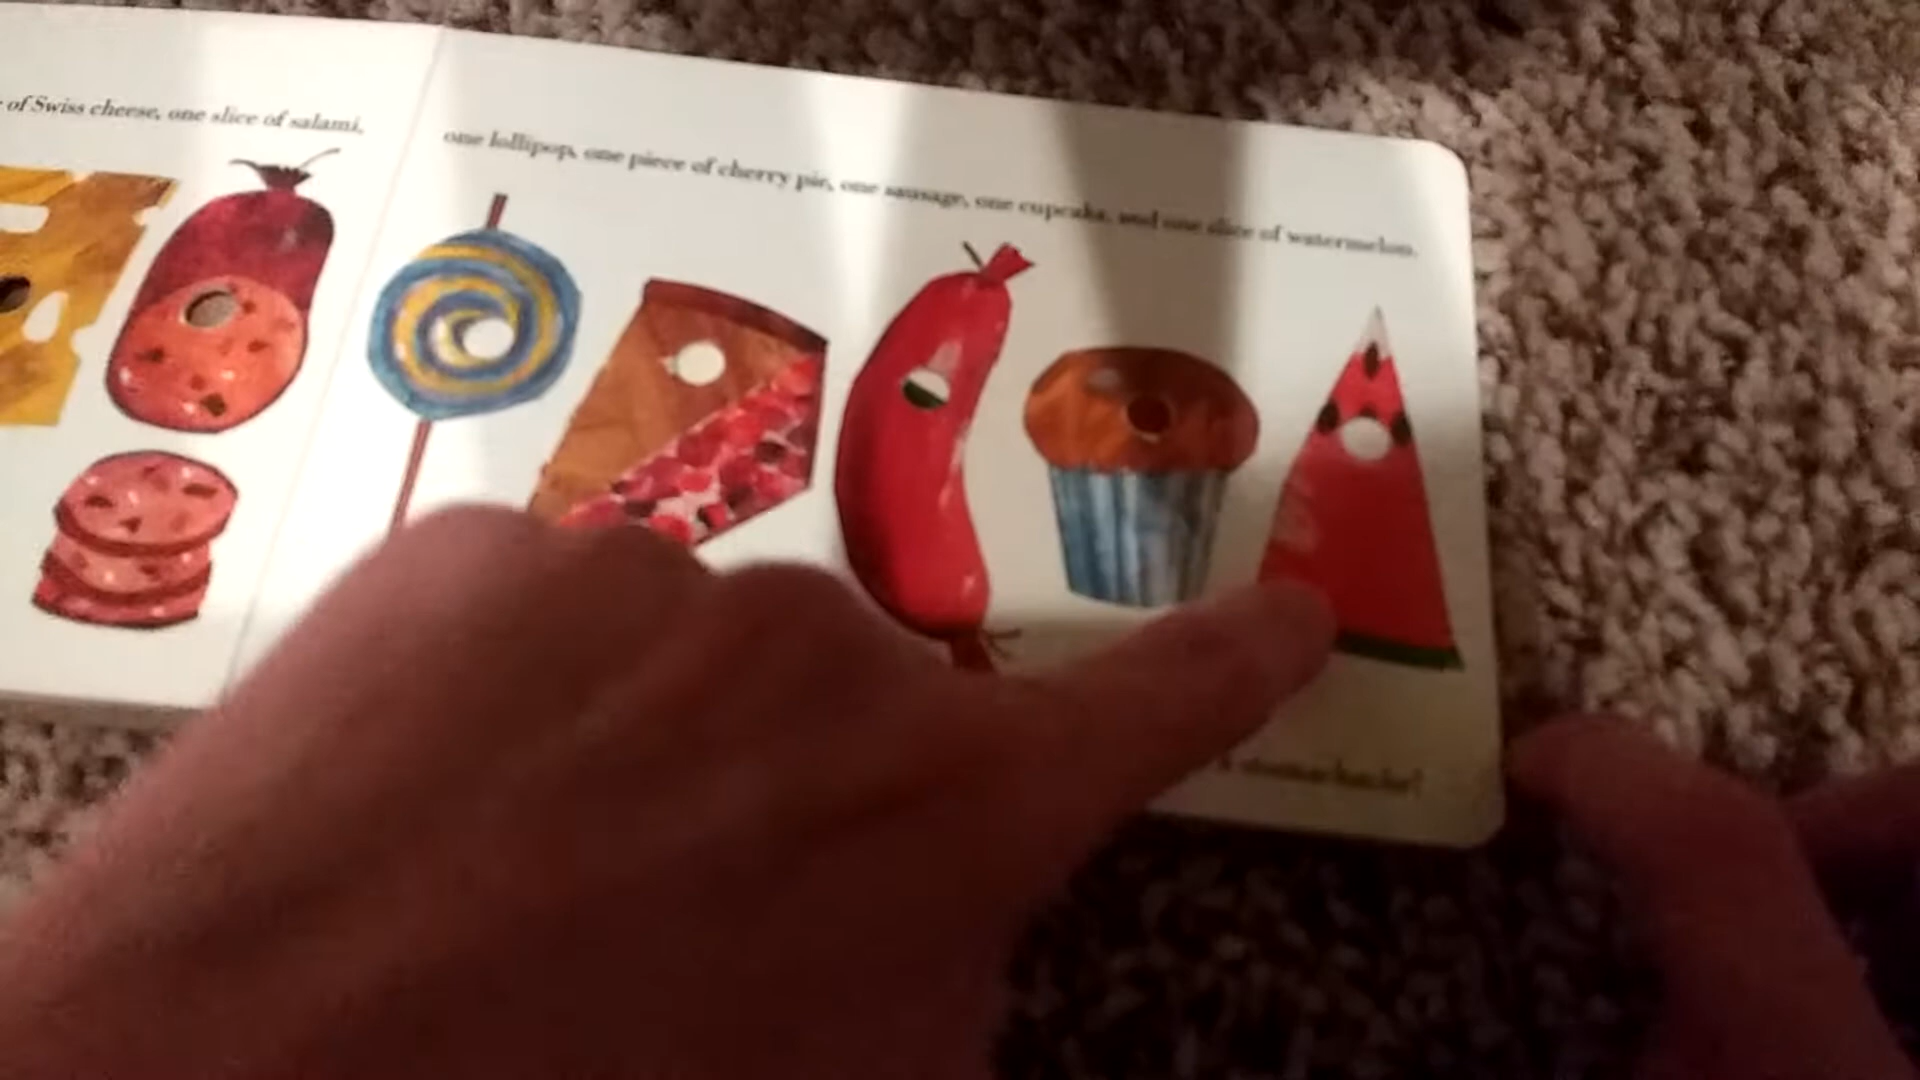 of Swiss cheese, one slice of salami,
one lollipop, one piece of cherry pie, one sausage, one cupcake, and one slice of watermelon.
stomachache!